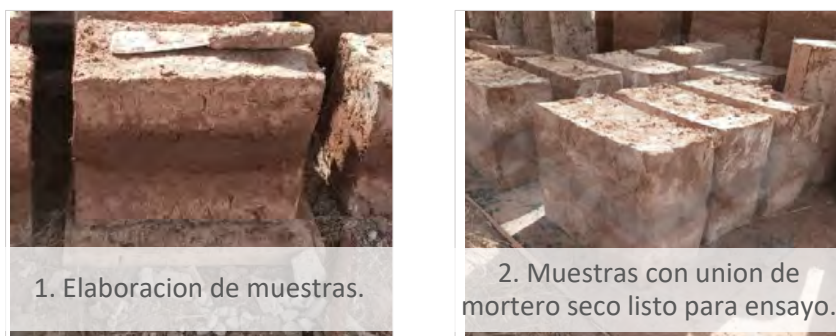 1. Elaboracion de muestras.
2. Muestras con union de
mortero seco listo para ensayo.